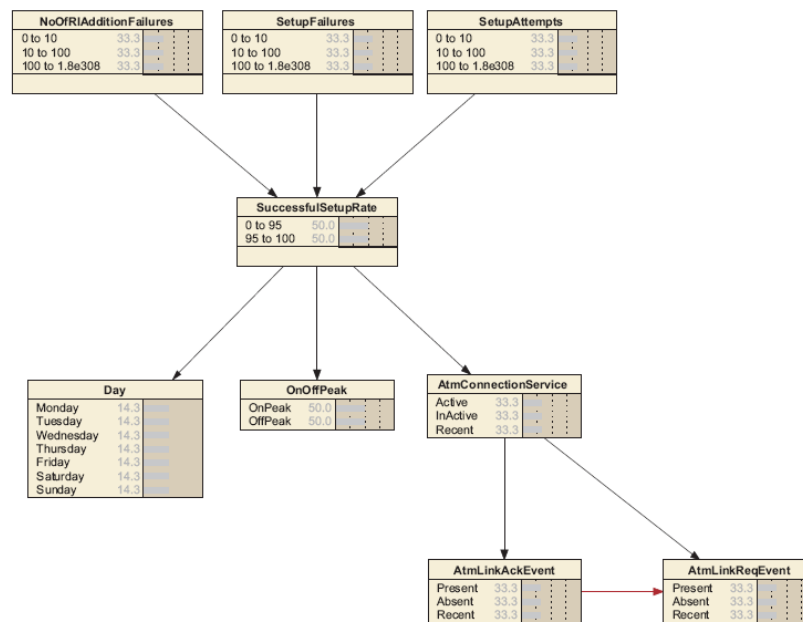 NoOfRIAdditionFailures
0 to 10 33.3
10 to 100 33.3
100 to 1.8e308 33.3
SetupFailures
0 to 10 33.3
10 to 100 33.3
100 to 1.8e308 33.3
SetupAttempts
0 to 10 33.3
10 to 100 33.3
100 to 1.8e308 33.3
SuccessfulSetupRate
0 to 95 50.0
95 to 100 50.0
Day
Monday 14.3
Tuesday 14.3
Wednesday 14.3
Thursday 14.3
Friday 14.3
Saturday 14.3
Sunday 14.3
OnOffPeak
OnPeak 50.0
OffPeak 50.0
AtmConnectionService
Active 33.3
InActive 33.3
Recent 33.3
AtmLinkAckEvent
Present 33.3
Absent 33.3
Recent 33.3
AtmLinkReqEvent
Present 33.3
Absent 33.3
Recent 33.3